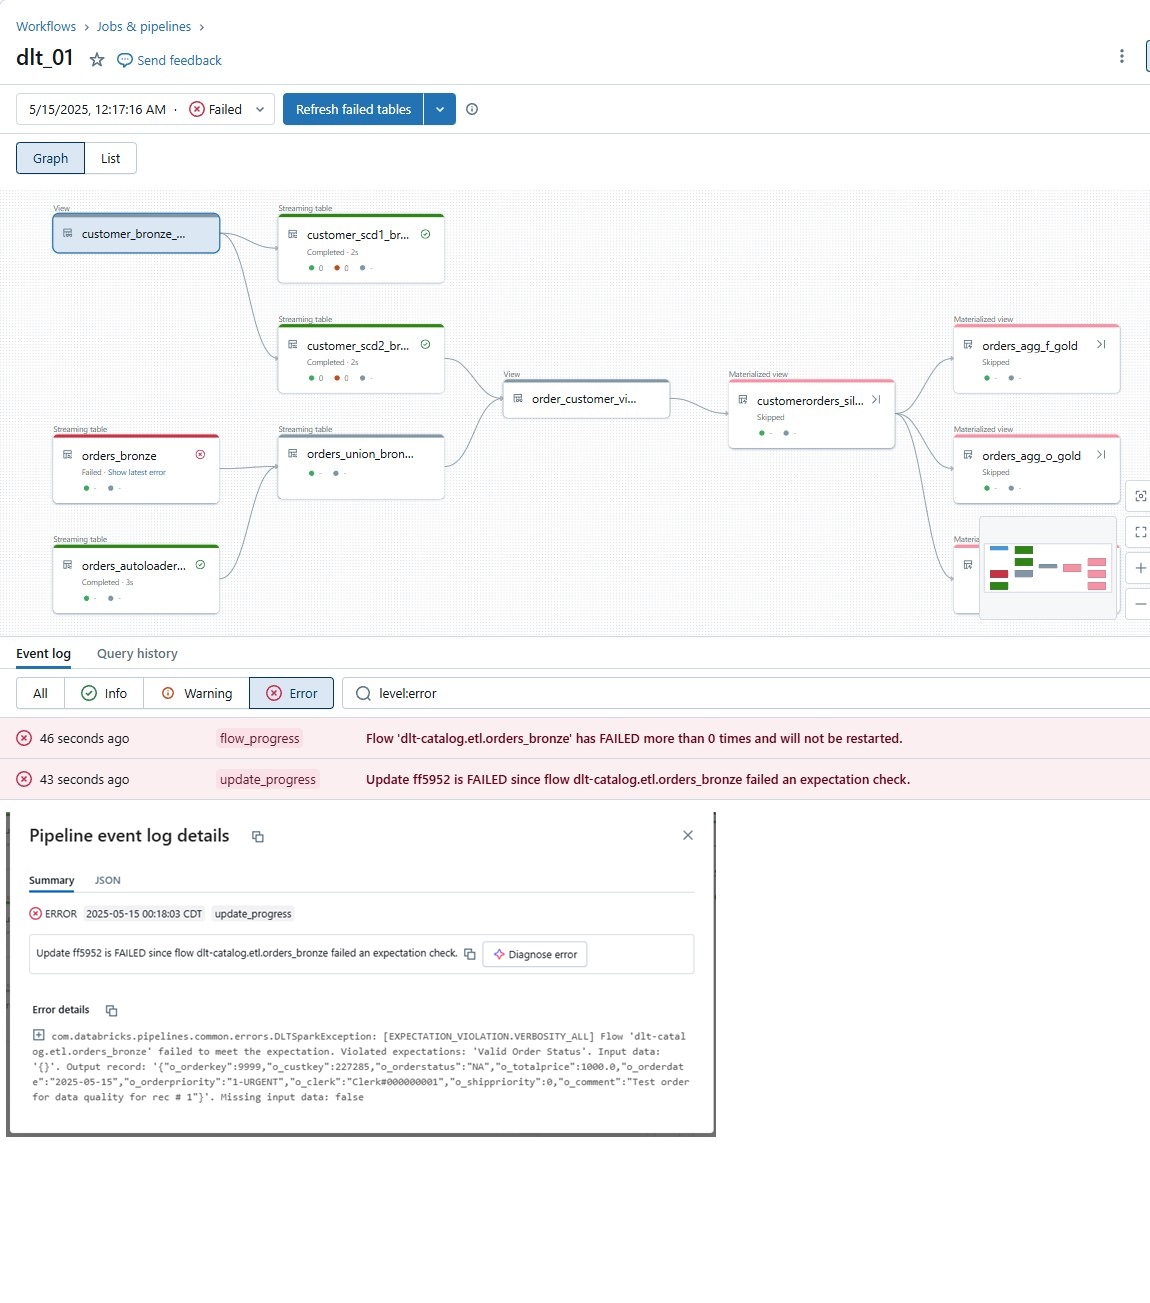 Workflows › Jobs & pipelines ›
dlt_01 Send feedback
5/15/2025, 12:17:16 AM · Failed Refresh failed tables
Graph List
View
customer_bronze_...
Streaming table
customer_scd1_br...
Completed · 2s
0 0 -
Streaming table
customer_scd2_br...
Completed · 2s
0 0 -
View
order_customer_vi...
Materialized view
customerorders_sil...
Skipped
- -
Materialized view
orders_agg_f_gold
Skipped
- -
Streaming table
orders_bronze
Failed · Show latest error
- -
Streaming table
orders_union_bron...
- -
Materialized view
orders_agg_o_gold
Skipped
- -
Streaming table
orders_autoloader...
Completed · 3s
- -
Materia
Event log Query history
All Info Warning Error level:error
46 seconds ago flow_progress Flow 'dlt-catalog.etl.orders_bronze' has FAILED more than 0 times and will not be restarted.
43 seconds ago update_progress Update ff5952 is FAILED since flow dlt-catalog.etl.orders_bronze failed an expectation check.
Pipeline event log details
Summary JSON
ERROR 2025-05-15 00:18:03 CDT update_progress
Update ff5952 is FAILED since flow dlt-catalog.etl.orders_bronze failed an expectation check. Diagnose error
Error details
com.databricks.pipelines.common.errors.DLTSparkException: [EXPECTATION_VIOLATION.VERBOSITY_ALL] Flow 'dlt-catal
og.etl.orders_bronze' failed to meet the expectation. Violated expectations: 'Valid Order Status'. Input data:
'{}'. Output record: '{"o_orderkey":9999,"o_custkey":227285,"o_orderstatus":"NA","o_totalprice":1000.0,"o_orderdat
e":"2025-05-15","o_orderpriority":"1-URGENT","o_clerk":"Clerk#000000001","o_shippriority":0,"o_comment":"Test order
for data quality for rec # 1"}'. Missing input data: false